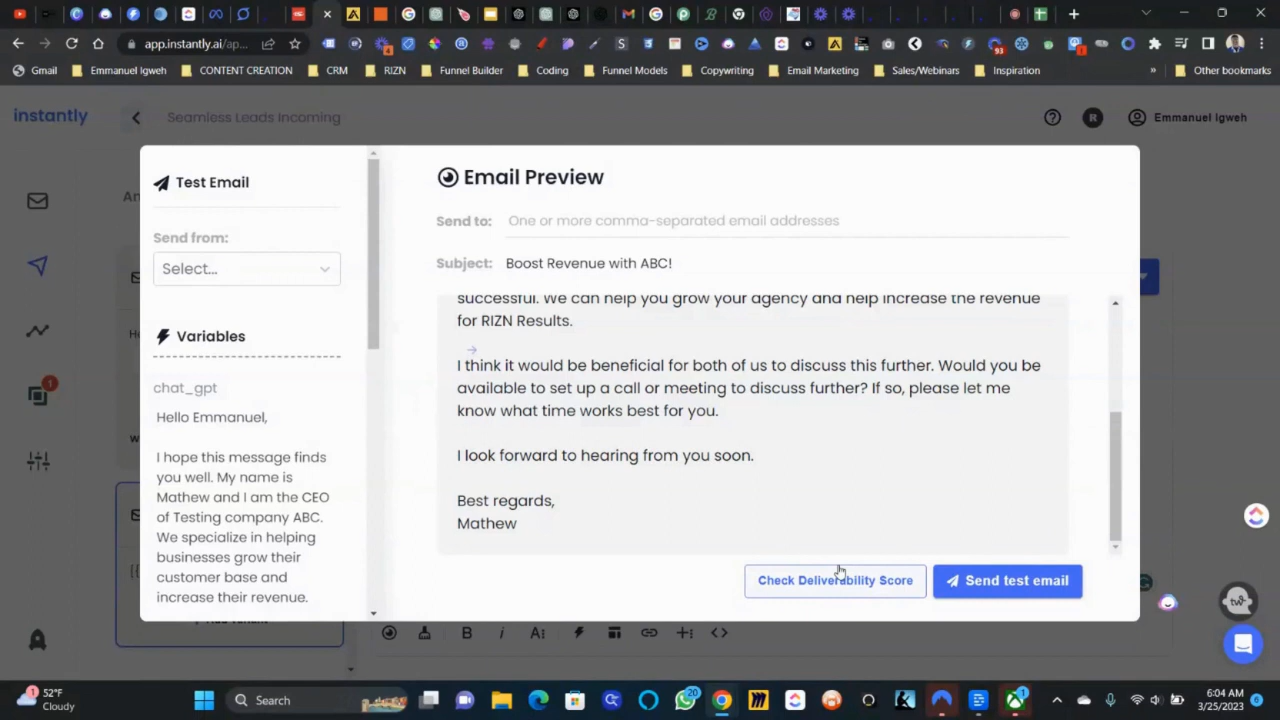 app.instantly.ai/ap...
93
1
Gmail
Emmanuel Igweh
CONTENT CREATION
CRM
RIZN
Funnel Builder
Coding
Funnel Models
Copywriting
Email Marketing
Sales/Webinars
Inspiration
»
Other bookmarks
instantly
Seamless Leads Incoming
R
Emmanuel Igweh
Test Email
Send from:
Select...
Variables
chat_gpt
Hello Emmanuel,
I hope this message finds
you well. My name is
Mathew and I am the CEO
of Testing company ABC.
We specialize in helping
businesses grow their
customer base and
increase their revenue.
Email Preview
Send to: One or more comma-separated email addresses
Subject: Boost Revenue with ABC!
successful. We can help you grow your agency and help increase the revenue
for RIZN Results.
I think it would be beneficial for both of us to discuss this further. Would you be
available to set up a call or meeting to discuss further? If so, please let me
know what time works best for you.
I look forward to hearing from you soon.
Best regards,
Mathew
Check Deliverability Score
Send test email
1
B i A
52°F
Cloudy
1
Search
20
1
6:04 AM
3/25/2023